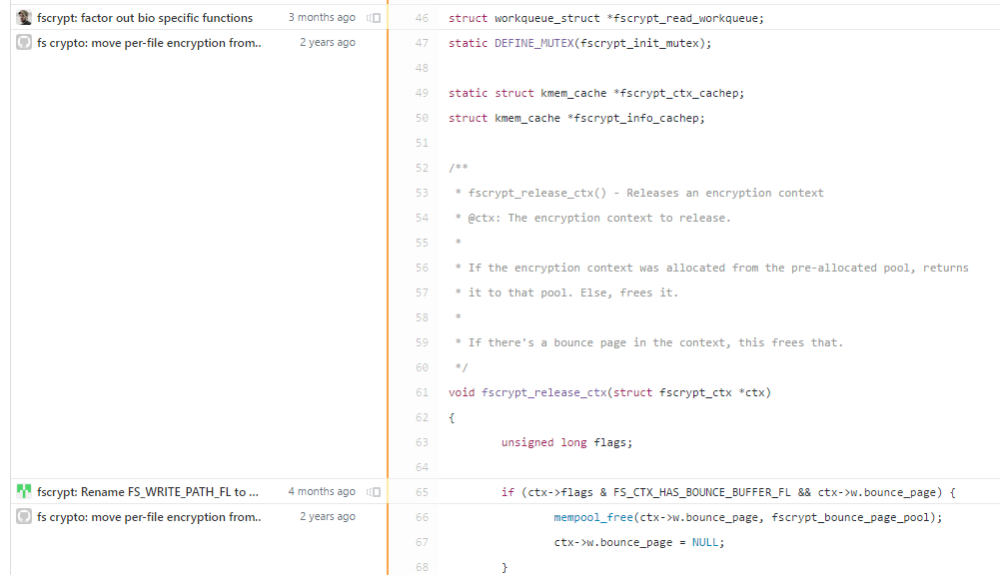 fscrypt: factor out bio specific functions 3 months ago 46 struct workqueue_struct *fscrypt_read_workqueue;
fs crypto: move per-file encryption from.. 2 years ago 47 static DEFINE_MUTEX(fscrypt_init_mutex);
48
49 static struct kmem_cache *fscrypt_ctx_cachep;
50 struct kmem_cache *fscrypt_info_cachep;
51
52 /**
53 * fscrypt_release_ctx() - Releases an encryption context
54 * @ctx: The encryption context to release.
55 *
56 * If the encryption context was allocated from the pre-allocated pool, returns
57 * it to that pool. Else, frees it.
58 *
59 * If there's a bounce page in the context, this frees that.
60 */
61 void fscrypt_release_ctx(struct fscrypt_ctx *ctx)
62 {
63 unsigned long flags;
64
fscrypt: Rename FS_WRITE_PATH_FL to ... 4 months ago 65 if (ctx->flags & FS_CTX_HAS_BOUNCE_BUFFER_FL && ctx->w.bounce_page) {
fs crypto: move per-file encryption from.. 2 years ago 66 mempool_free(ctx->w.bounce_page, fscrypt_bounce_page_pool);
67 ctx->w.bounce_page = NULL;
68 }